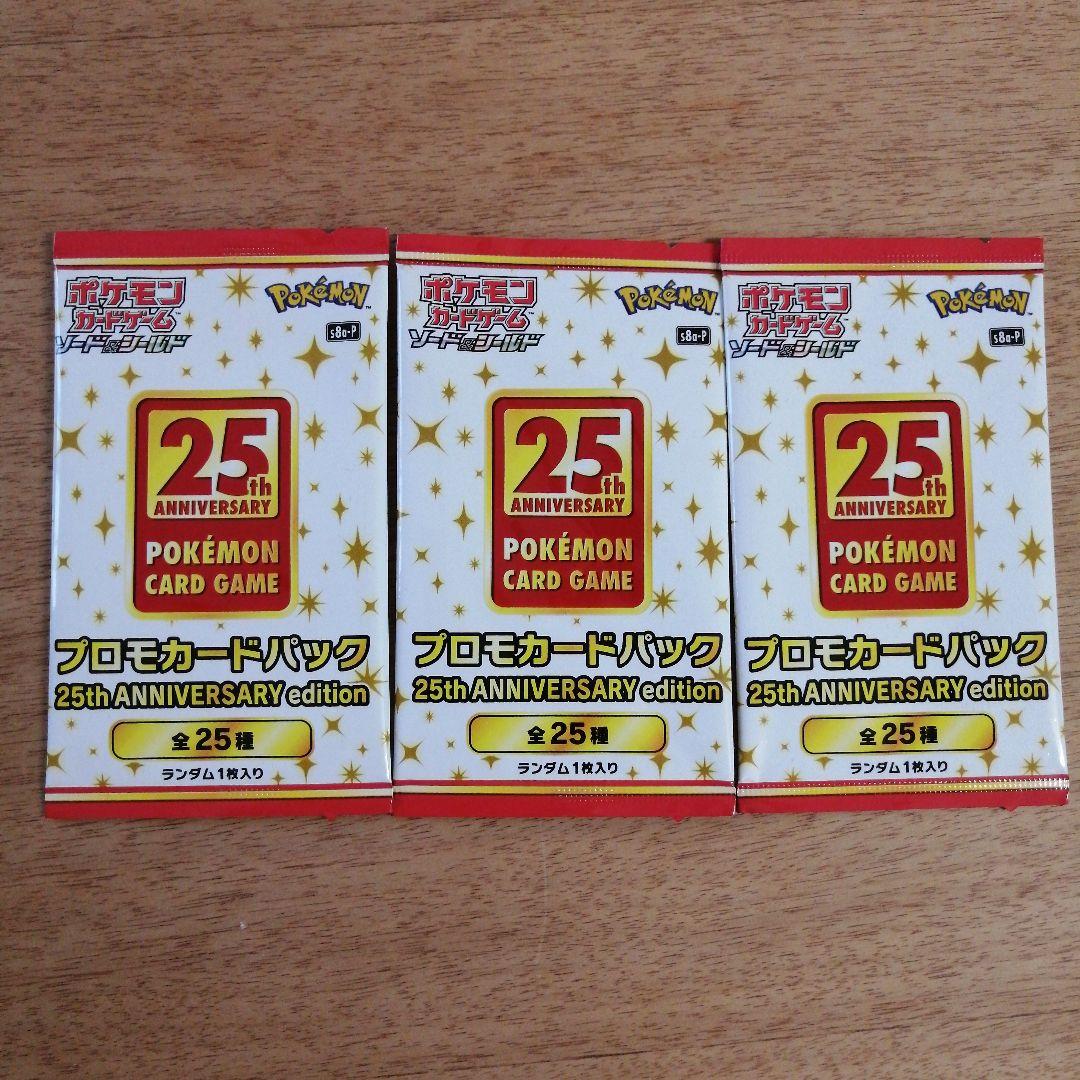 ポケモン
カードゲーム
ソード&シールド
POKéMON™
s8a-P
25th
ANNIVERSARY
POKÉMON
CARD GAME
プロモカードパック
25th ANNIVERSARY edition
全25種
ランダム1枚入り
ポケモン
カードゲーム
ソード&シールド
POKéMON
s8a-P
25th
ANNIVERSARY
POKÉMON
CARD GAME
プロモカードパック
25th ANNIVERSARY edition
全25種
ランダム1枚入り
ポケモン
カードゲーム
ソード&シールド
POKéMON
s8a-P
25th
ANNIVERSARY
POKÉMON
CARD GAME
プロモカードパック
25th ANNIVERSARY edition
全25種
ランダム1枚入り